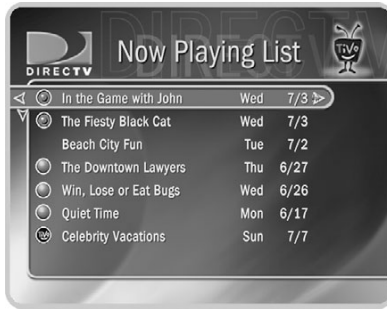 DIRECTV
Now Playing List
TiVo
DIRECTV
In the Game with John Wed 7/3
The Fiesty Black Cat Wed 7/3
Beach City Fun Tue 7/2
The Downtown Lawyers Thu 6/27
Win, Lose or Eat Bugs Wed 6/26
Quiet Time Mon 6/17
TiVo Celebrity Vacations Sun 7/7